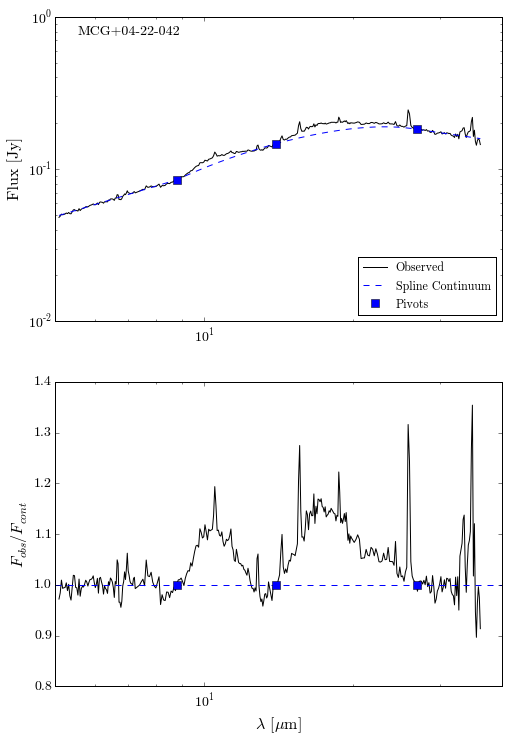 10^0
MCG+04-22-042
Flux [Jy]
10^-1
Observed
Spline Continuum
Pivots
10^-2
10^1
1.4
1.3
1.2
F_obs/F_cont
1.1
1.0
0.9
0.8
10^1
λ [μm]